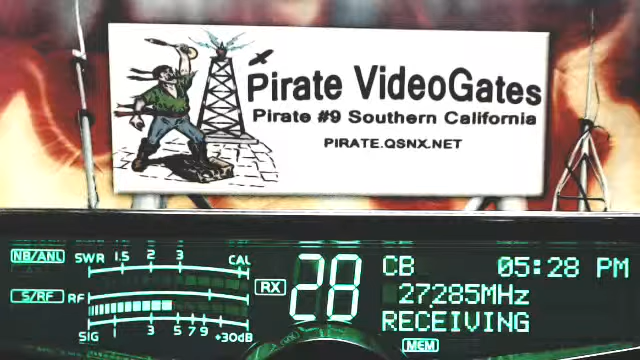 Pirate VideoGates
Pirate #9 Southern California
PIRATE.QSNX.NET
NB/ANL SWR 1.5 2 3 CAL
S/RF RF
SIG 3 5 7 9 +30dB
RX 28
CB 05:28 PM
27285MHz
RECEIVING
MEM